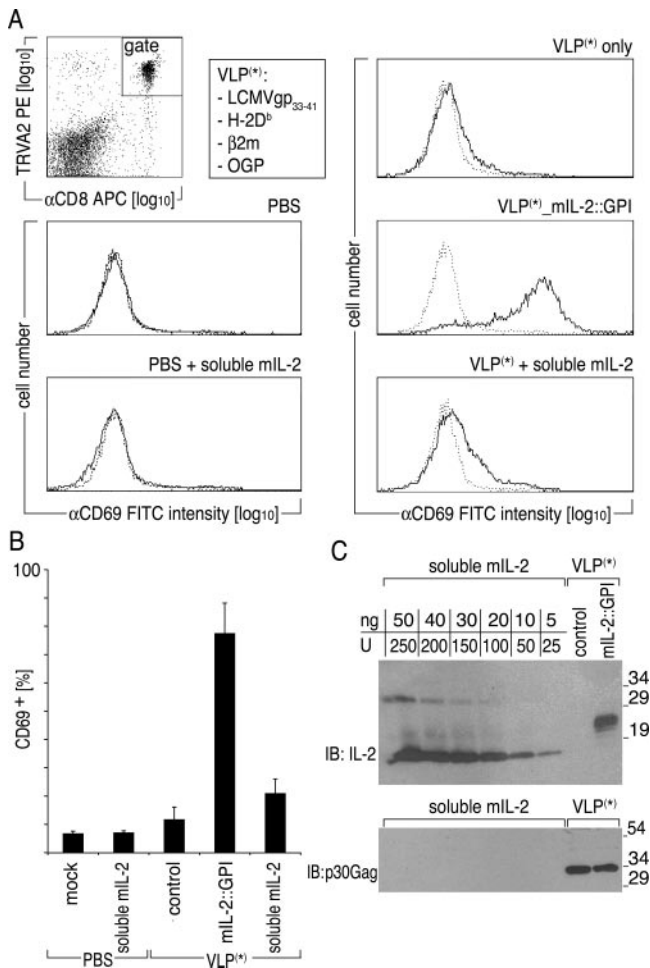 A
TRVA2 PE [log10]
gate
αCD8 APC [log10]
VLP(*):
- LCMVgp33-41
- H-2Db
- β2m
- OGP
PBS
PBS + soluble mIL-2
cell number
αCD69 FITC intensity [log10]
VLP(*) only
VLP(*)_mIL-2::GPI
VLP(*) + soluble mIL-2
cell number
αCD69 FITC intensity [log10]
B
100
CD69 + [%]
0
mock
soluble mIL-2
control
mIL-2::GPI
soluble mIL-2
PBS
VLP(*)
C
soluble mIL-2
VLP(*)
ng 50 40 30 20 10 5
U 250 200 150 100 50 25
control
mIL-2::GPI
34
29
19
IB: IL-2
soluble mIL-2
VLP(*)
54
34
29
IB:p30Gag